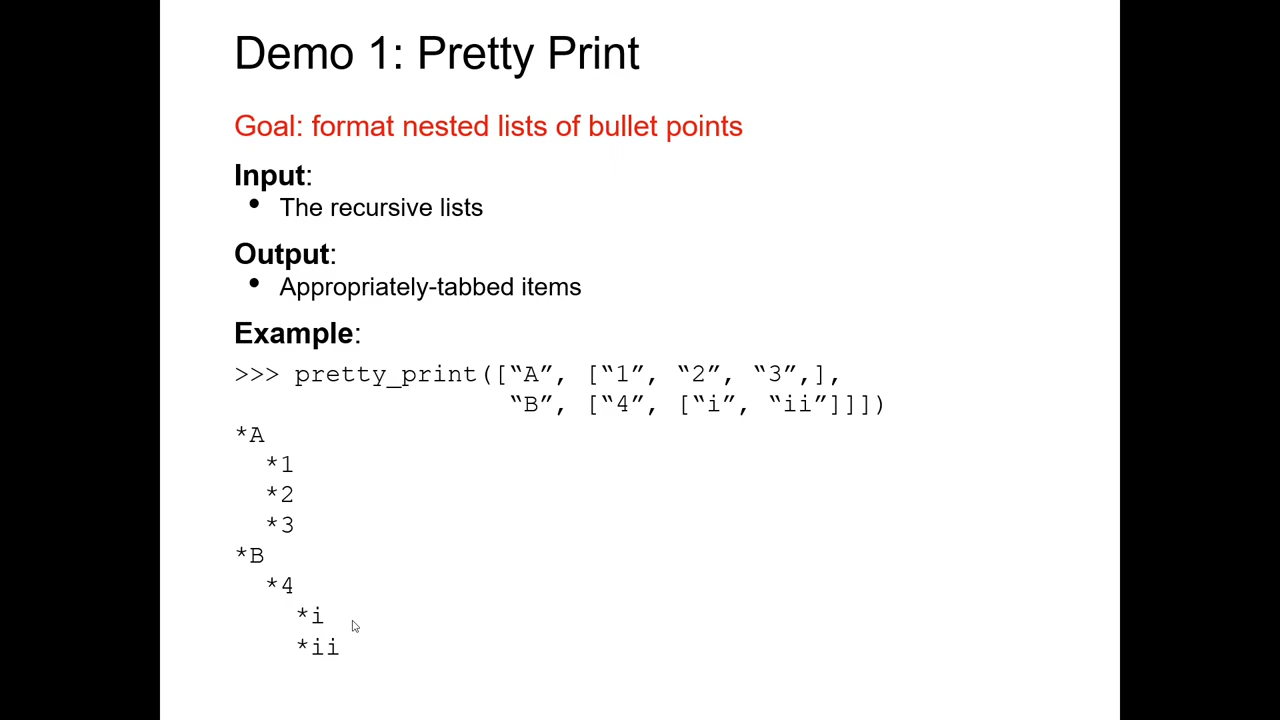 Demo 1: Pretty Print
Goal: format nested lists of bullet points
Input:
• The recursive lists
Output:
• Appropriately-tabbed items
Example:
>>> pretty_print([“A”, [“1”, “2”, “3”,],
“B”, [“4”, [“i”, “ii”]]])
*A
*1
*2
*3
*B
*4
*i
*ii